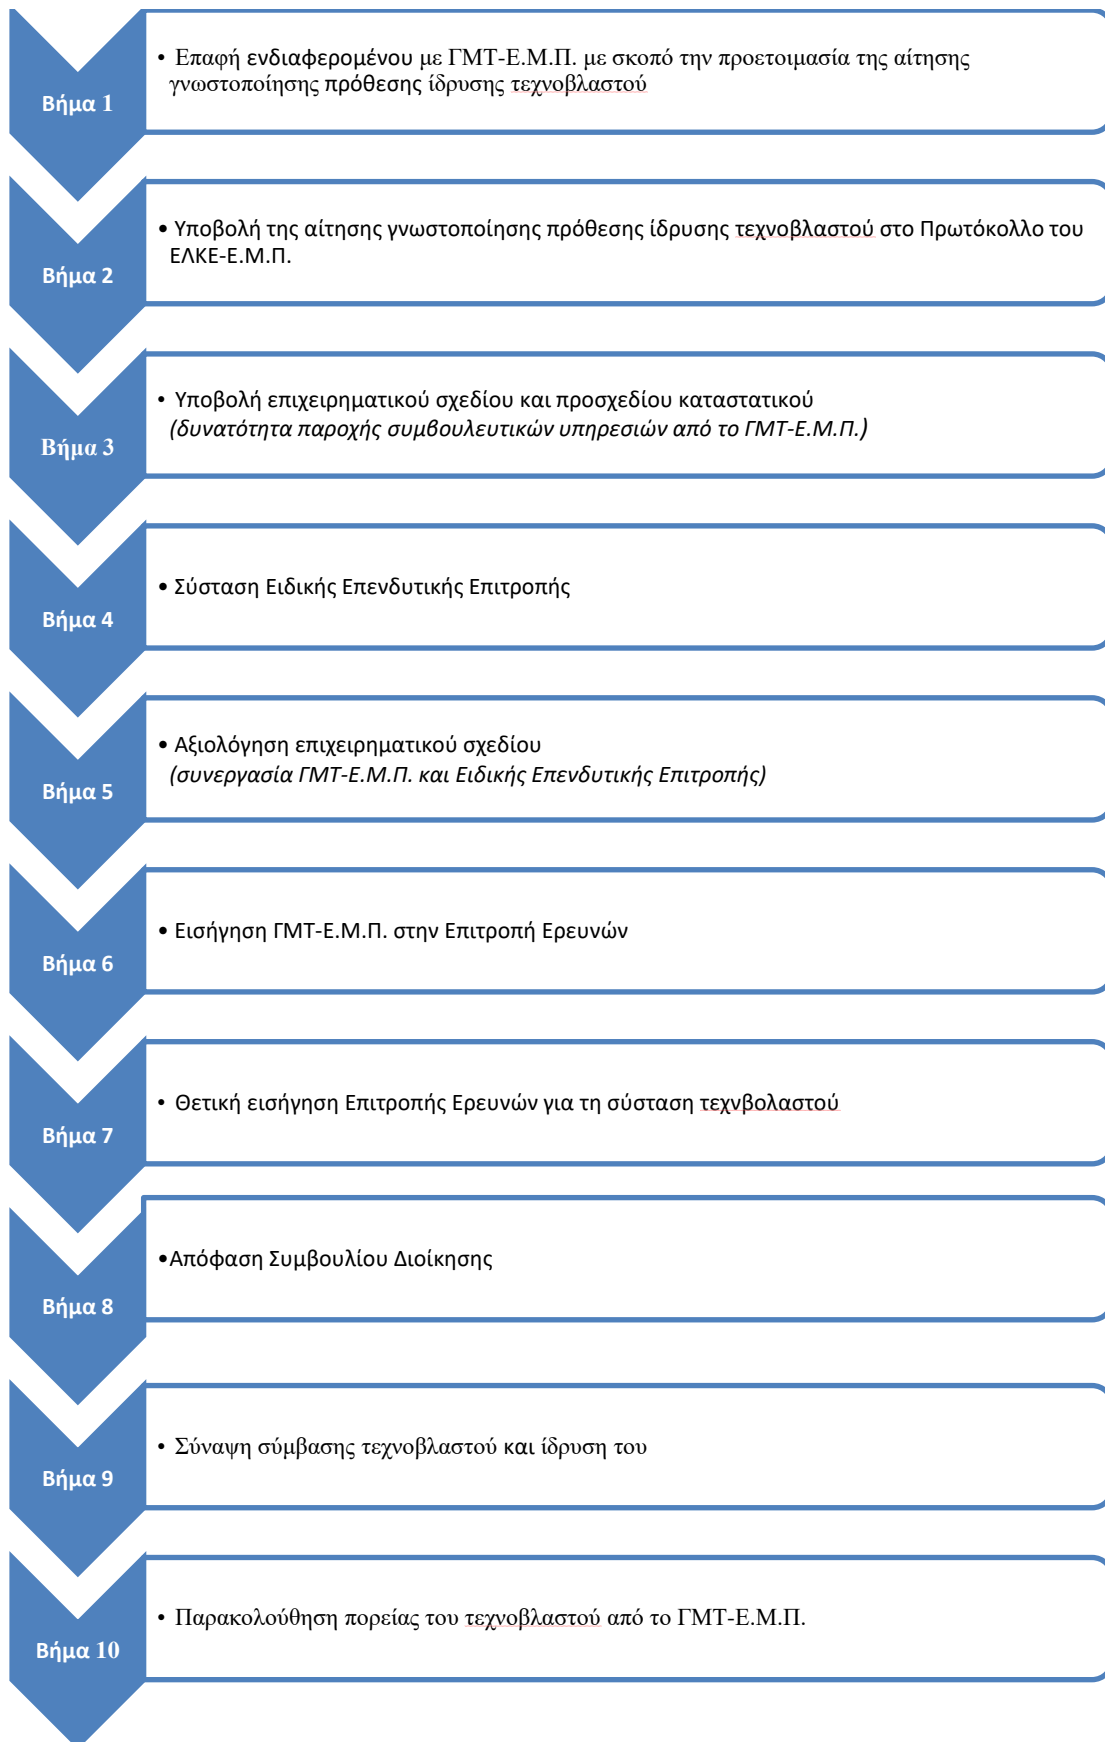 Βήμα 1
• Επαφή ενδιαφερομένου με ΓΜΤ-Ε.Μ.Π. με σκοπό την προετοιμασία της αίτησης
γνωστοποίησης πρόθεσης ίδρυσης τεχνοβλαστού
Βήμα 2
• Υποβολή της αίτησης γνωστοποίησης πρόθεσης ίδρυσης τεχνοβλαστού στο Πρωτόκολλο του
ΕΛΚΕ-Ε.Μ.Π.
Βήμα 3
• Υποβολή επιχειρηματικού σχεδίου και προσχεδίου καταστατικού
(δυνατότητα παροχής συμβουλευτικών υπηρεσιών από το ΓΜΤ-Ε.Μ.Π.)
Βήμα 4
• Σύσταση Ειδικής Επενδυτικής Επιτροπής
Βήμα 5
• Αξιολόγηση επιχειρηματικού σχεδίου
(συνεργασία ΓΜΤ-Ε.Μ.Π. και Ειδικής Επενδυτικής Επιτροπής)
Βήμα 6
• Εισήγηση ΓΜΤ-Ε.Μ.Π. στην Επιτροπή Ερευνών
Βήμα 7
• Θετική εισήγηση Επιτροπής Ερευνών για τη σύσταση τεχνβολαστού
Βήμα 8
•Απόφαση Συμβουλίου Διοίκησης
Βήμα 9
• Σύναψη σύμβασης τεχνοβλαστού και ίδρυση του
Βήμα 10
• Παρακολούθηση πορείας του τεχνοβλαστού από το ΓΜΤ-Ε.Μ.Π.